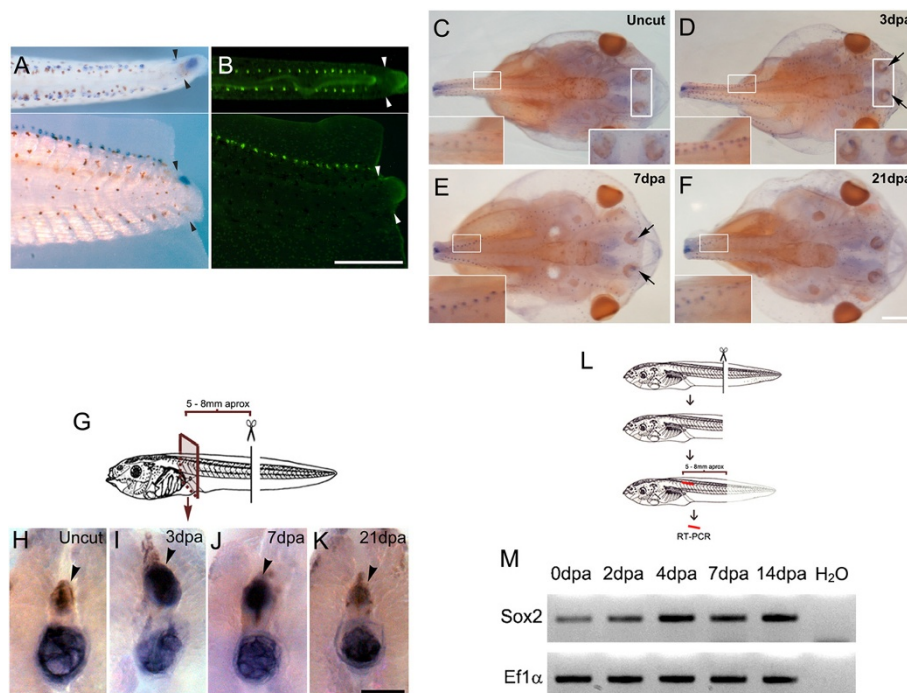 A
B
C
Uncut
D
3dpa
E
7dpa
F
21dpa
G
5 - 8mm aprox
H
Uncut
I
3dpa
J
7dpa
K
21dpa
L
5 - 8mm aprox
RT-PCR
M
0dpa 2dpa 4dpa 7dpa 14dpa H₂O
Sox2
Ef1α